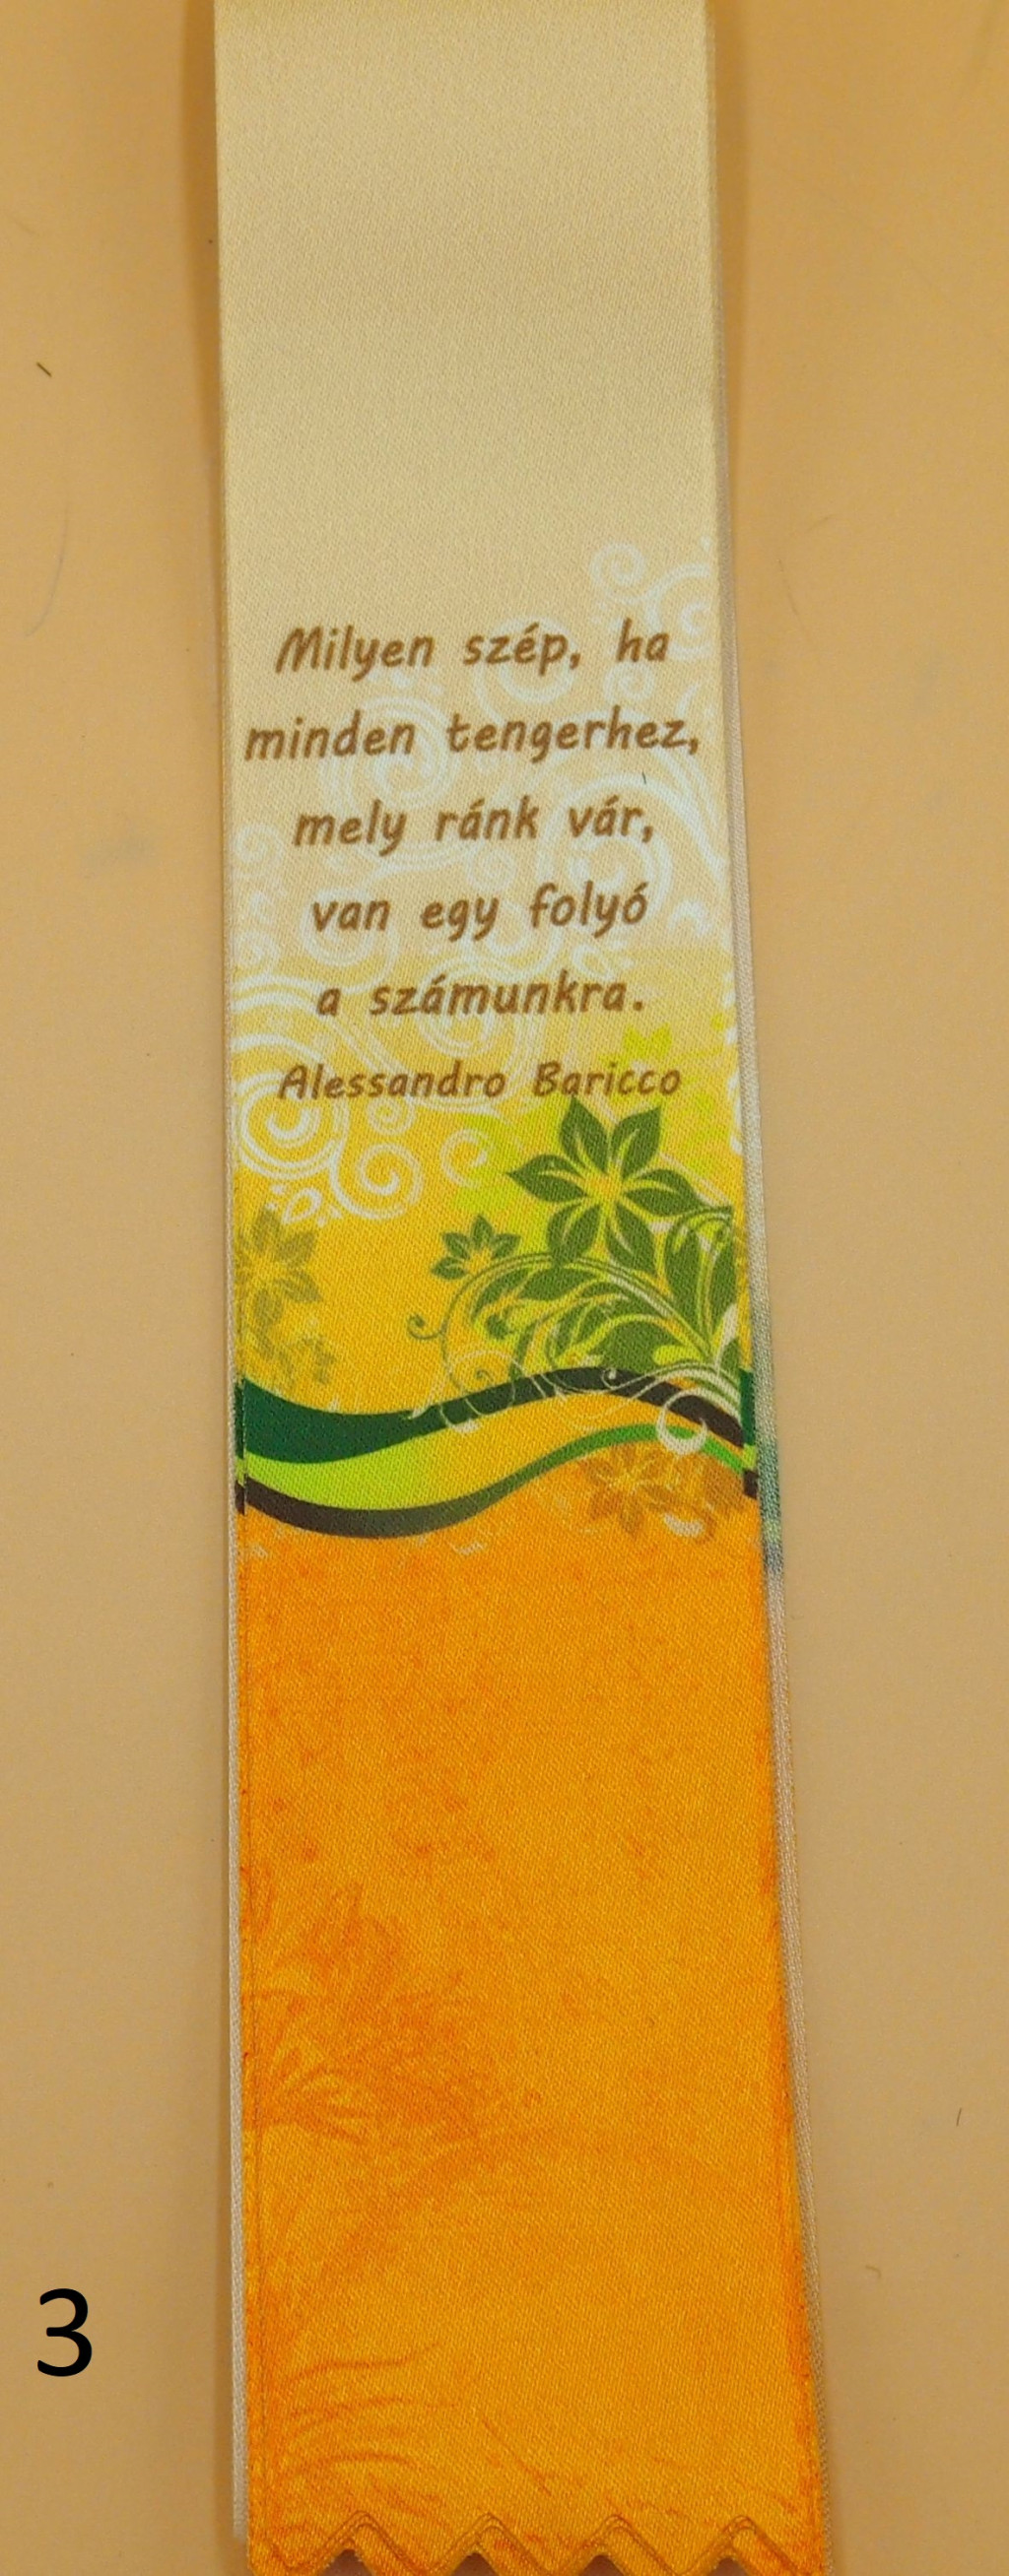 Milyen szép, ha
minden tengerhez,
mely ránk vár,
van egy folyó
a számunkra.
Alessandro Baricco
3